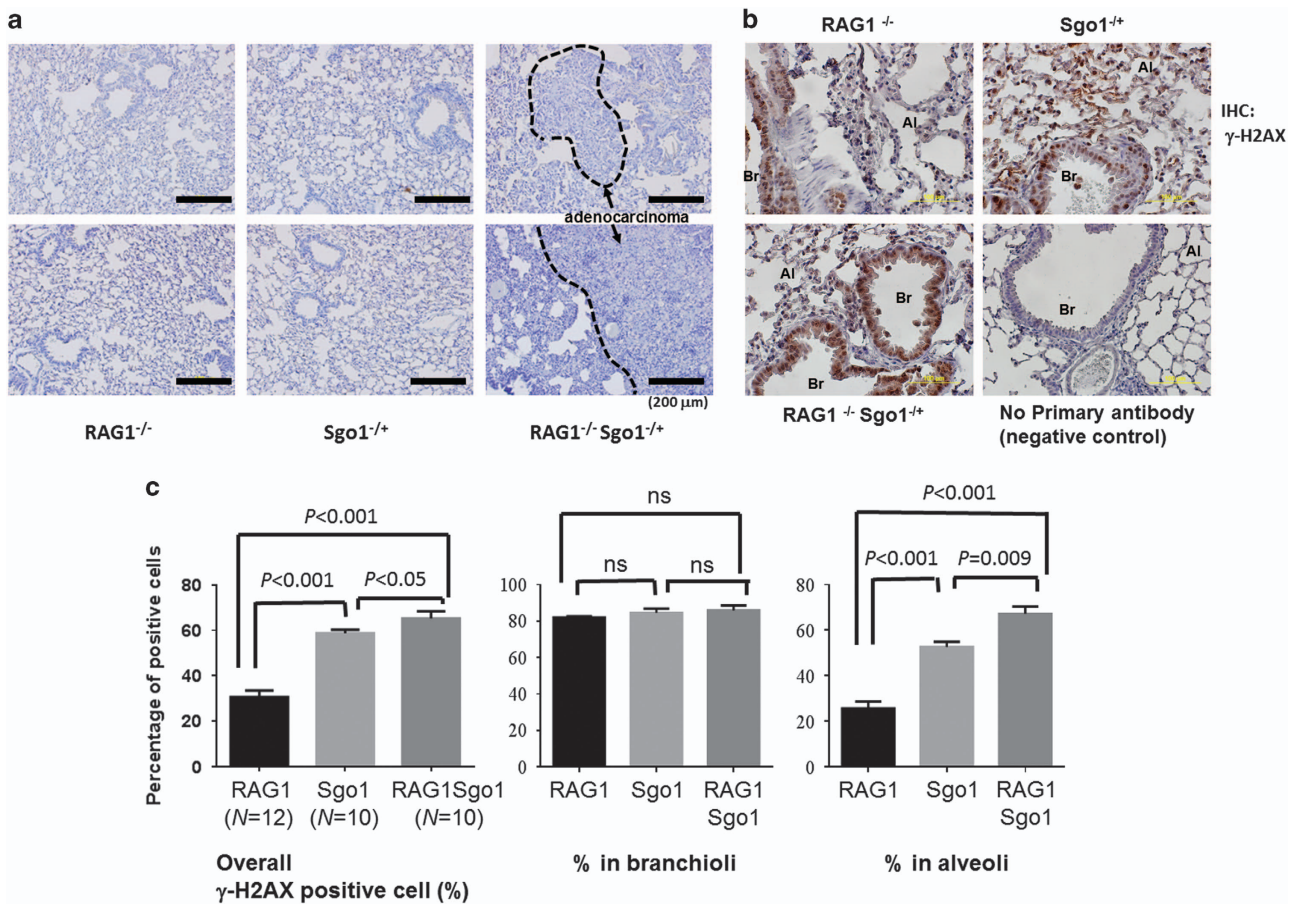 a
adenocarcinoma
(200 µm)
RAG1-/-
Sgo1-/+
RAG1-/- Sgo1-/+
b
RAG1 -/-
Sgo1-/+
Br
Al
Al
Br
IHC:
γ-H2AX
Al
Br
Br
Al
Br
RAG1 -/- Sgo1-/+
No Primary antibody
(negative control)
c
Percentage of positive cells
P<0.001
P<0.001
P<0.05
80
60
40
20
0
RAG1
(N=12)
Sgo1
(N=10)
RAG1Sgo1
(N=10)
Overall
γ-H2AX positive cell (%)
ns
ns
ns
100
80
60
40
20
0
RAG1
Sgo1
RAG1
Sgo1
% in branchioli
P<0.001
P<0.001
P=0.009
80
60
40
20
0
RAG1
Sgo1
RAG1
Sgo1
% in alveoli